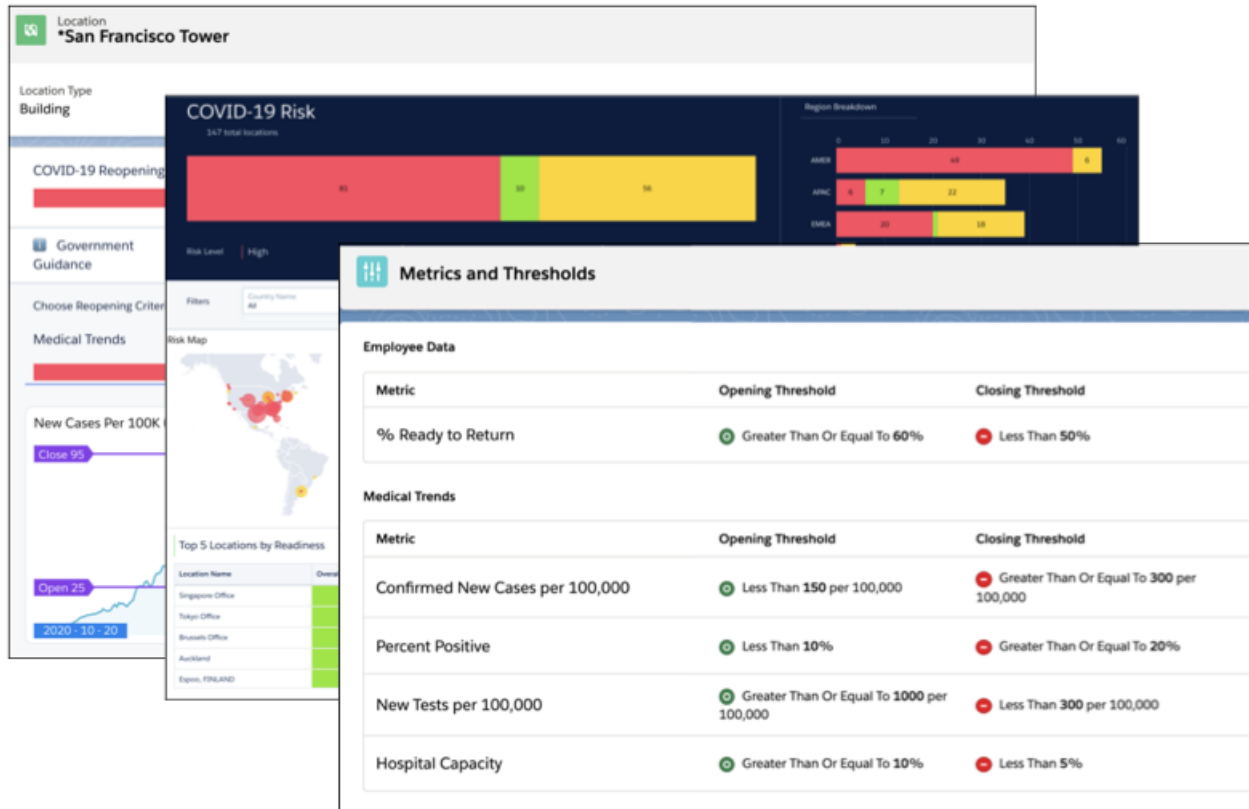 Location
*San Francisco Tower
Location Type
Building
COVID-19 Reopening
Government
Guidance
Choose Reopening Criter
Medical Trends
New Cases Per 100K
Close 95
Open 25
2020 - 10 - 20
COVID-19 Risk
147 total locations
81 10 56
Risk Level High
Region Breakdown
0 10 20 30 40 50 60
AMER 49 6
APAC 6 7 22
EMEA 20 18
Filters
Country Name
All
Risk Map
Top 5 Locations by Readiness
Location Name Overal
Singapore Office
Tokyo Office
Brussels Office
Auckland
Espoo, FINLAND
Metrics and Thresholds
Employee Data
Metric Opening Threshold Closing Threshold
% Ready to Return Greater Than Or Equal To 60% Less Than 50%
Medical Trends
Metric Opening Threshold Closing Threshold
Confirmed New Cases per 100,000 Less Than 150 per 100,000 Greater Than Or Equal To 300 per
100,000
Percent Positive Less Than 10% Greater Than Or Equal To 20%
New Tests per 100,000 Greater Than Or Equal To 1000 per
100,000 Less Than 300 per 100,000
Hospital Capacity Greater Than Or Equal To 10% Less Than 5%